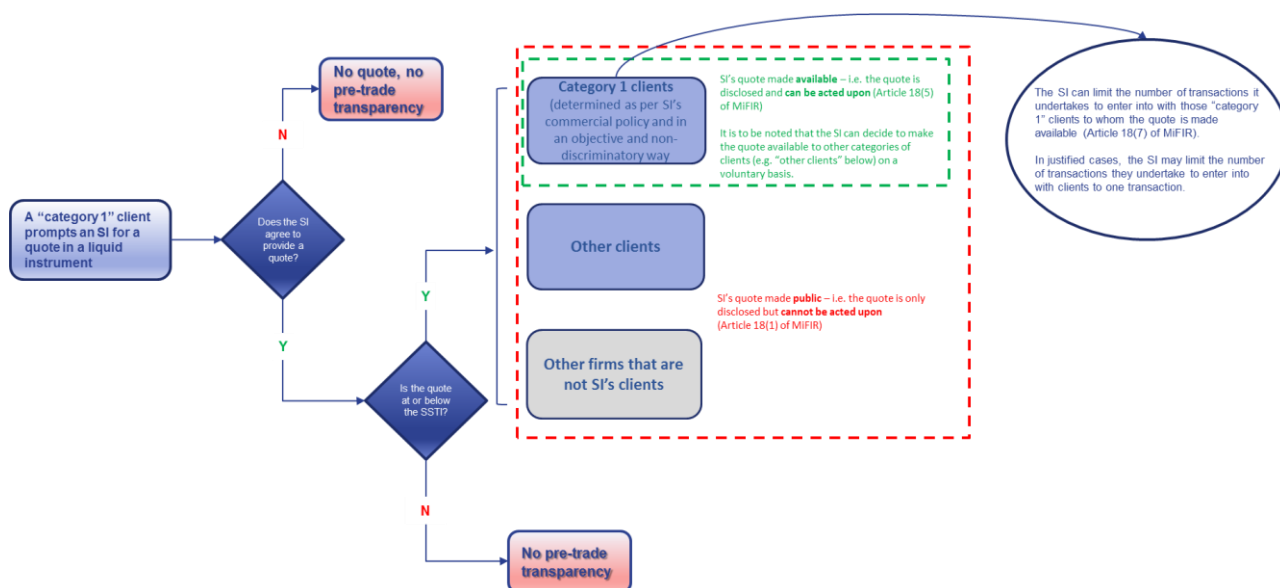 No quote, no
pre-trade
transparency
N
A “category 1” client
prompts an SI for a
quote in a liquid
instrument
Does the SI
agree to
provide a
quote?
Y
Y
Is the quote
at or below
the SSTI?
N
No pre-trade
transparency
Category 1 clients
(determined as per SI’s
commercial policy and in
an objective and non-
discriminatory way
SI’s quote made available – i.e. the quote is
disclosed and can be acted upon (Article 18(5)
of MiFIR)
It is to be noted that the SI can decide to make
the quote available to other categories of
clients (e.g. “other clients” below) on a
voluntary basis.
Other clients
SI’s quote made public – i.e. the quote is only
disclosed but cannot be acted upon
(Article 18(1) of MiFIR)
Other firms that are
not SI’s clients
The SI can limit the number of transactions it
undertakes to enter into with those “category
1” clients to whom the quote is made
available (Article 18(7) of MiFIR).
In justified cases, the SI may limit the number
of transactions they undertake to enter into
with clients to one transaction.